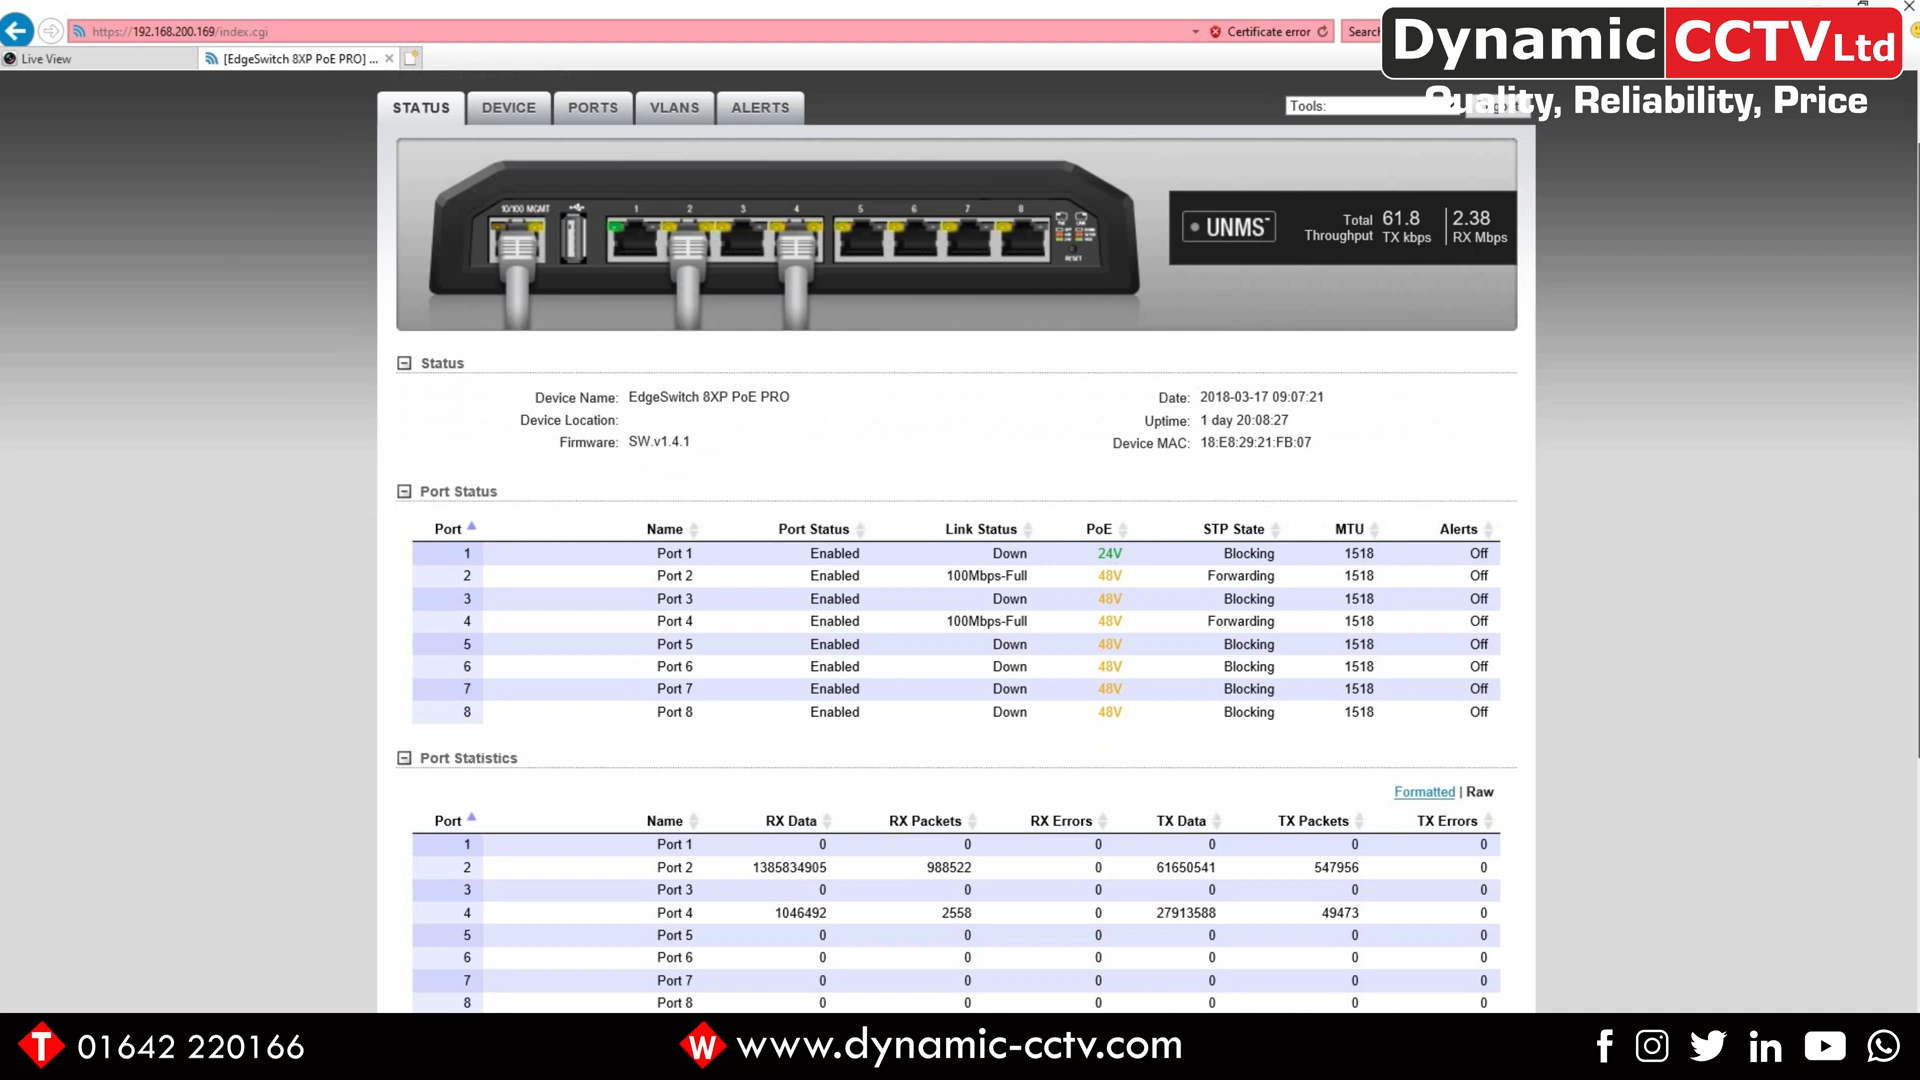 https://192.168.200.169/index.cgi
Certificate error
Search
Live View
[EdgeSwitch 8XP PoE PRO] ...
Dynamic CCTV Ltd
Quality, Reliability, Price
STATUS DEVICE PORTS VLANS ALERTS
Tools:
10/100 MGMT 1 2 3 4 5 6 7 8
RESET
UNMS
Total Throughput 61.8 TX kbps 2.38 RX Mbps
Status
Device Name: EdgeSwitch 8XP PoE PRO Date: 2018-03-17 09:07:21
Device Location: Uptime: 1 day 20:08:27
Firmware: SW.v1.4.1 Device MAC: 18:E8:29:21:FB:07
Port Status
Port Name Port Status Link Status PoE STP State MTU Alerts
1 Port 1 Enabled Down 24V Blocking 1518 Off
2 Port 2 Enabled 100Mbps-Full 48V Forwarding 1518 Off
3 Port 3 Enabled Down 48V Blocking 1518 Off
4 Port 4 Enabled 100Mbps-Full 48V Forwarding 1518 Off
5 Port 5 Enabled Down 48V Blocking 1518 Off
6 Port 6 Enabled Down 48V Blocking 1518 Off
7 Port 7 Enabled Down 48V Blocking 1518 Off
8 Port 8 Enabled Down 48V Blocking 1518 Off
Port Statistics
Formatted | Raw
Port Name RX Data RX Packets RX Errors TX Data TX Packets TX Errors
1 Port 1 0 0 0 0 0 0
2 Port 2 1385834905 988522 0 61650541 547956 0
3 Port 3 0 0 0 0 0 0
4 Port 4 1046492 2558 0 27913588 49473 0
5 Port 5 0 0 0 0 0 0
6 Port 6 0 0 0 0 0 0
7 Port 7 0 0 0 0 0 0
8 Port 8 0 0 0 0 0 0
T 01642 220166
W www.dynamic-cctv.com